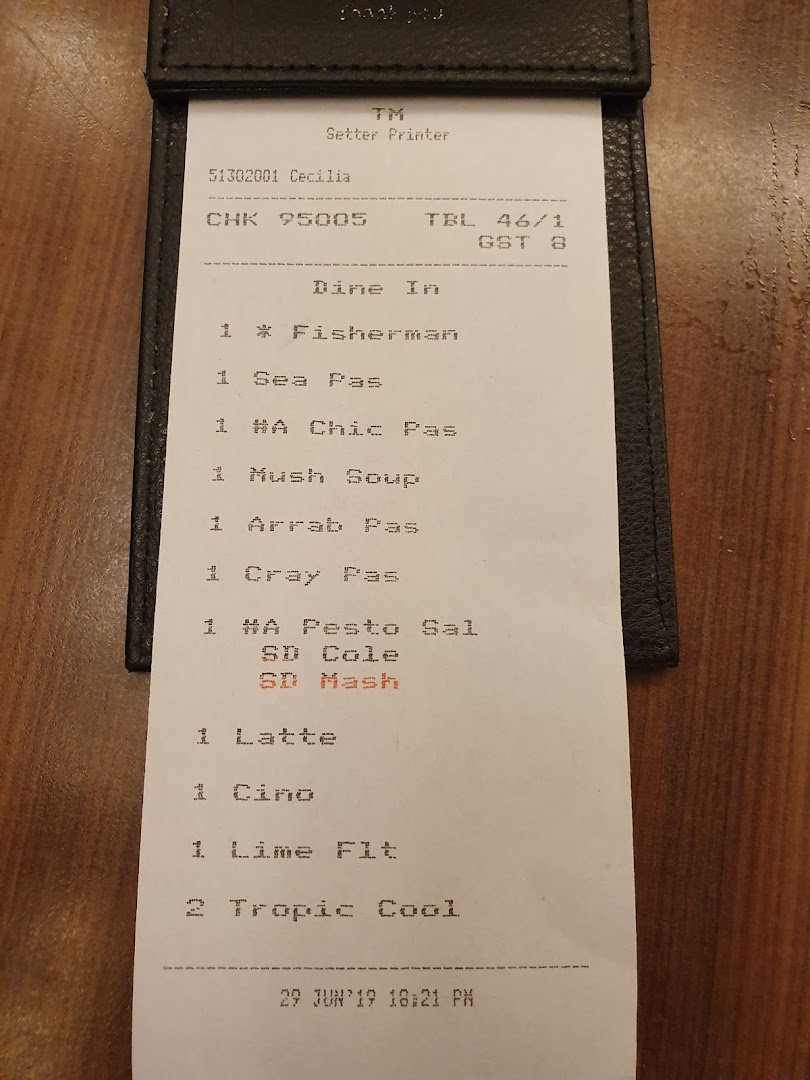 thank you
TM
Setter Printer
51302001 Cecilia
CHK 95005 TBL 46/1
GST 8
Dine In
1 * Fisherman
1 Sea Pas
1 #A Chic Pas
1 Mush Soup
1 Arrab Pas
1 Cray Pas
1 #A Pesto Sal
SD Cole
SD Mash
1 Latte
1 Cino
1 Lime Flt
2 Tropic Cool
29 JUN'19 18:21 PM